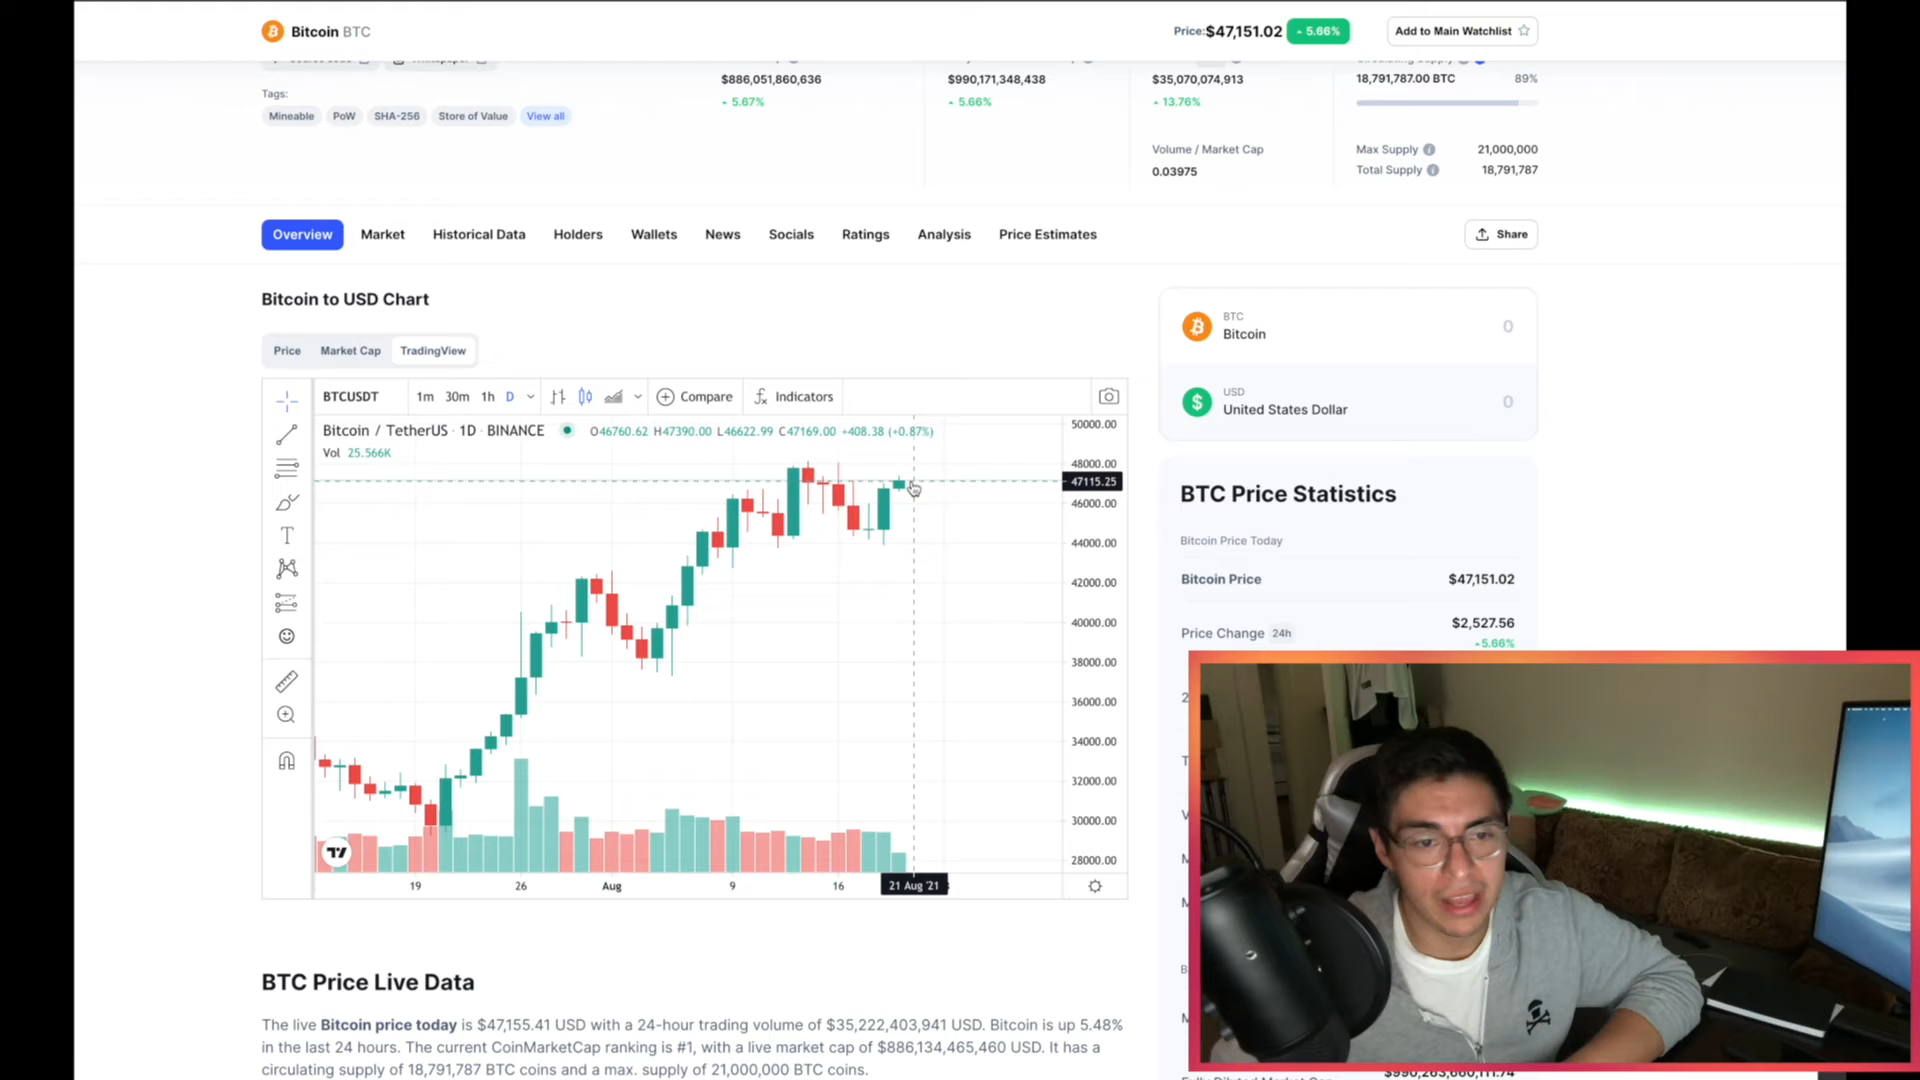 Bitcoin BTC
Price:$47,151.02 5.66%
Add to Main Watchlist
$886,051,860,636
$990,171,348,438
$35,070,074,913
18,791,787.00 BTC
89%
5.67%
5.66%
13.76%
Tags:
Mineable PoW SHA-256 Store of Value View all
Volume / Market Cap
0.03975
Max Supply 21,000,000
Total Supply 18,791,787
Overview Market Historical Data Holders Wallets News Socials Ratings Analysis Price Estimates
Share
Bitcoin to USD Chart
Price Market Cap TradingView
BTC
Bitcoin
0
USD
United States Dollar
0
BTCUSDT 1m 30m 1h D Compare Indicators
Bitcoin / TetherUS · 1D · BINANCE O46760.62 H47390.00 L46622.99 C47169.00 +408.38 (+0.87%)
Vol 25.566K
50000.00
48000.00
47115.25
46000.00
44000.00
42000.00
40000.00
38000.00
36000.00
34000.00
32000.00
30000.00
28000.00
19 26 Aug 9 16 21 Aug '21
BTC Price Statistics
Bitcoin Price Today
Bitcoin Price $47,151.02
Price Change 24h
$2,527.56
5.66%
BTC Price Live Data
The live Bitcoin price today is $47,155.41 USD with a 24-hour trading volume of $35,222,403,941 USD. Bitcoin is up 5.48%
in the last 24 hours. The current CoinMarketCap ranking is #1, with a live market cap of $886,134,465,460 USD. It has a
circulating supply of 18,791,787 BTC coins and a max. supply of 21,000,000 BTC coins.